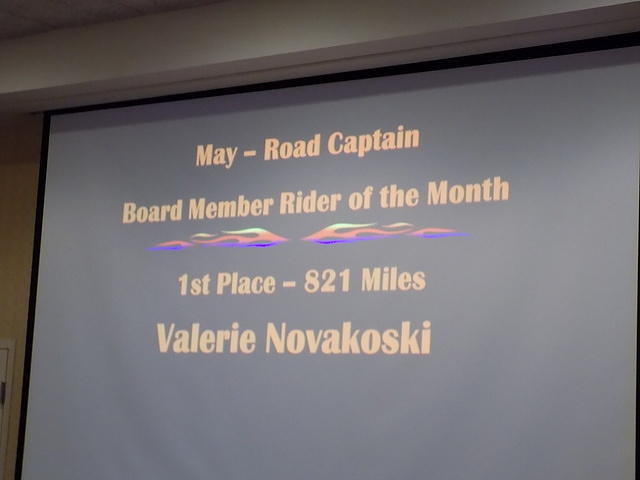 May – Road Captain
Board Member Rider of the Month
1st Place – 821 Miles
Valerie Novakoski